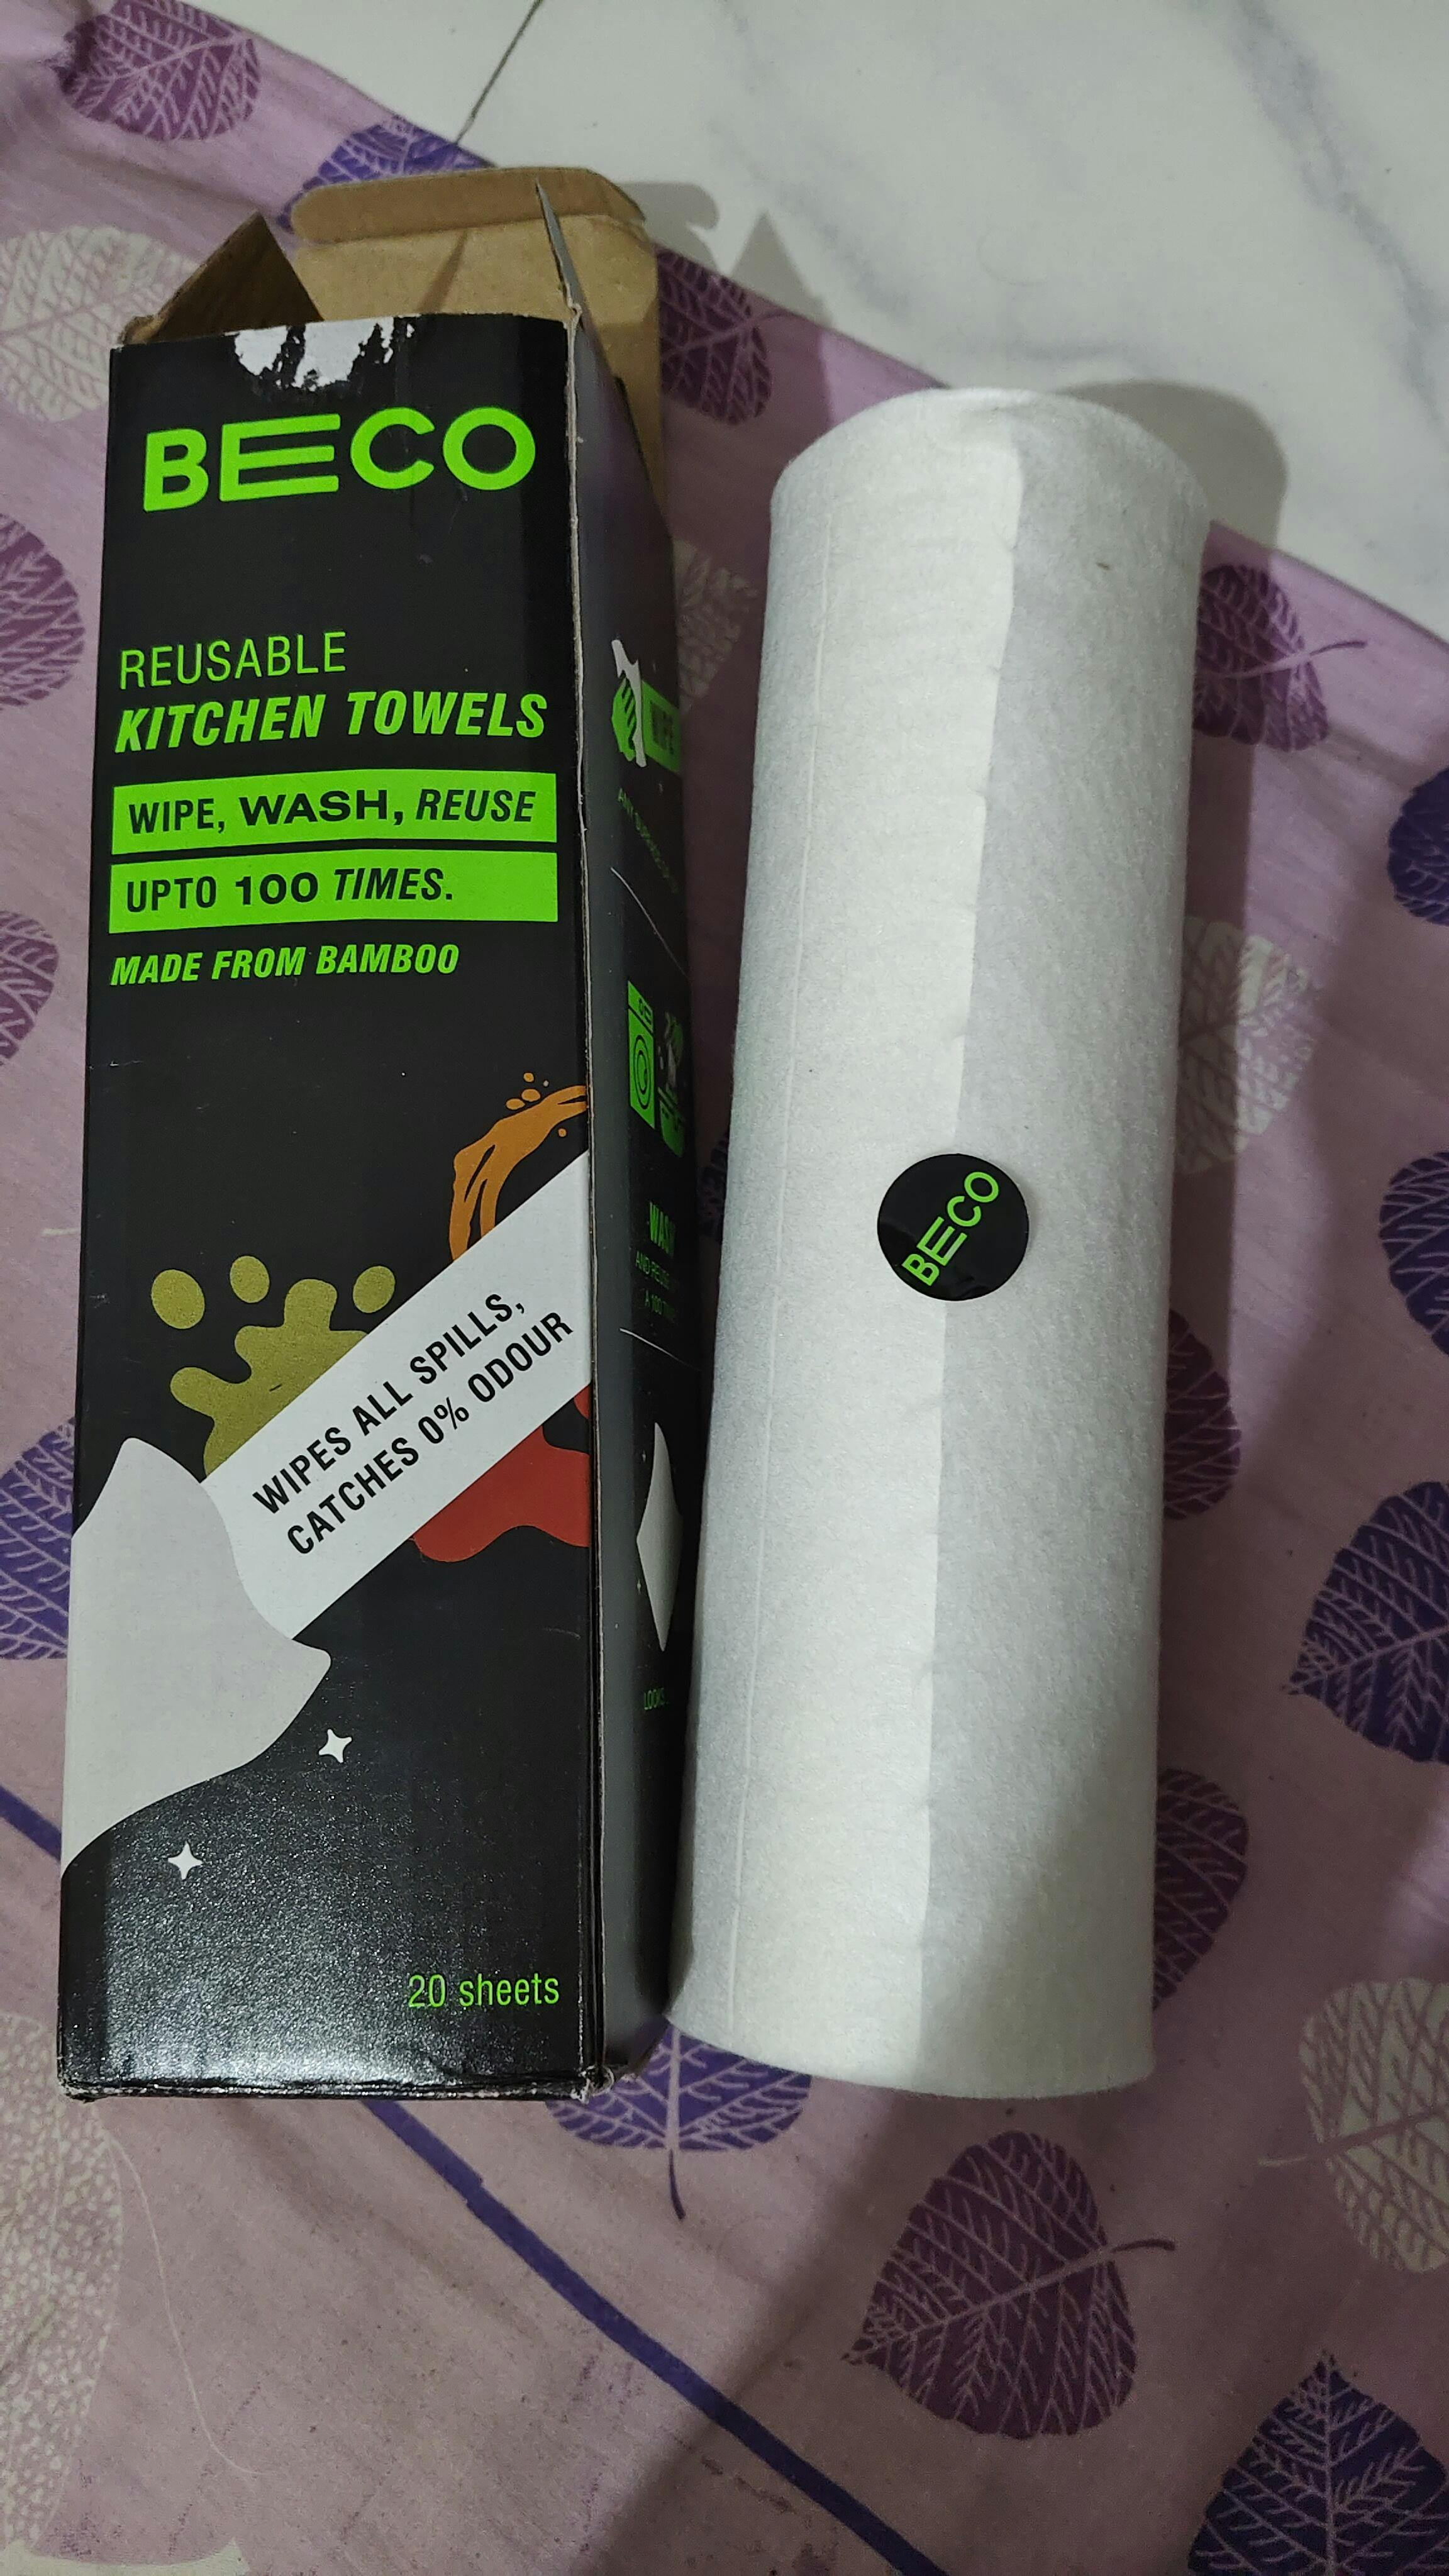 BECO
REUSABLE
KITCHEN TOWELS
WIPE, WASH, REUSE
UPTO 100 TIMES.
MADE FROM BAMBOO
WIPES ALL SPILLS,
CATCHES 0% ODOUR
20 sheets
WASH
BECO